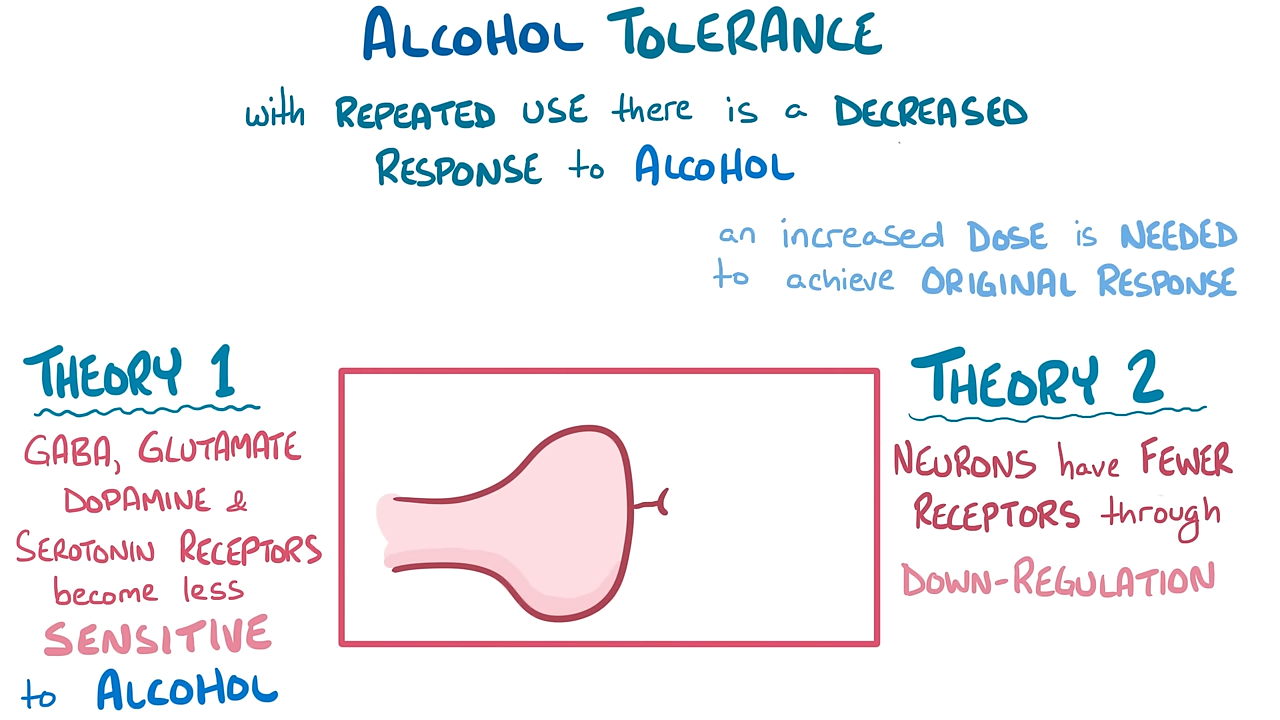 ALCOHOL TOLERANCE
with REPEATED USE there is a DECREASED
RESPONSE to ALCOHOL
an increased DOSE is NEEDED
to achieve ORIGINAL RESPONSE
THEORY 1
GABA, GLUTAMATE
DOPAMINE &
SEROTONIN RECEPTORS
become less
SENSITIVE
to ALCOHOL
THEORY 2
NEURONS have FEWER
RECEPTORS through
DOWN-REGULATION